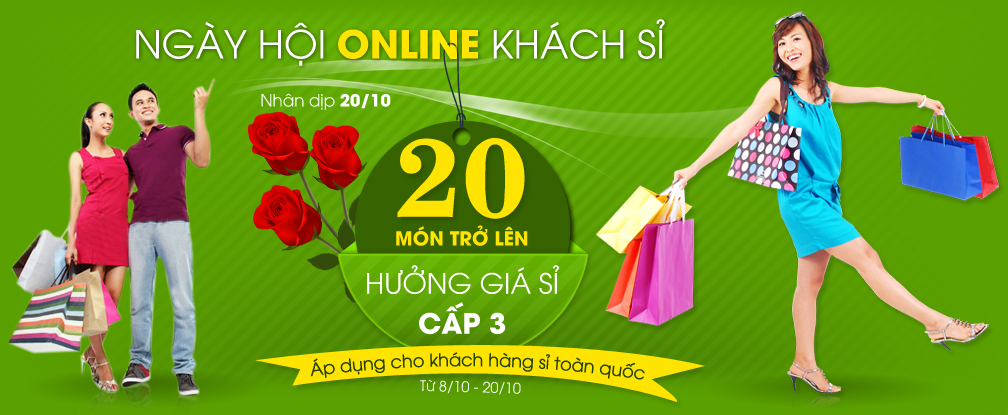 NGÀY HỘI ONLINE KHÁCH SỈ
Nhân dịp 20/10
20
MÓN TRỞ LÊN
HƯỞNG GIÁ SỈ
CẤP 3
Áp dụng cho khách hàng sỉ toàn quốc
Từ 8/10 - 20/10